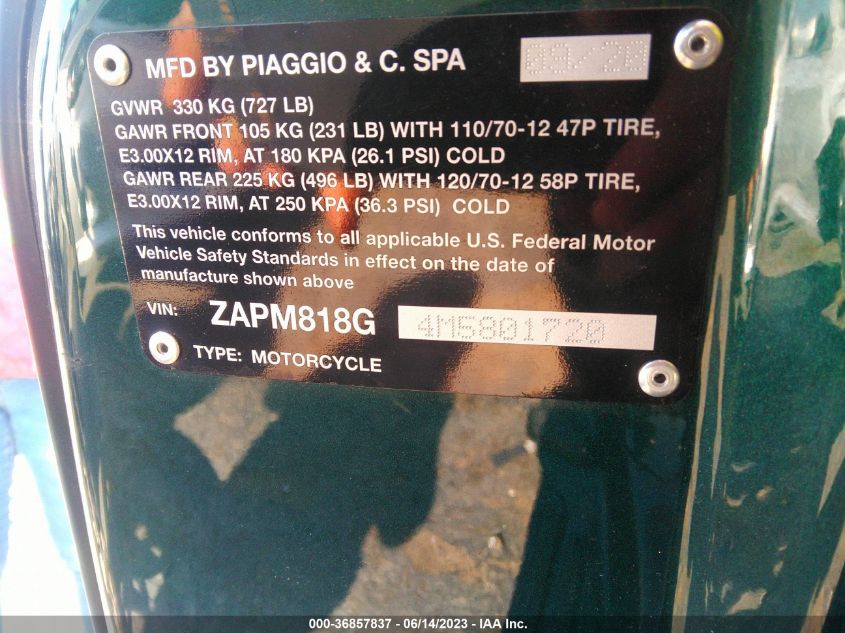 MFD BY PIAGGIO & C. SPA 09/20
GVWR 330 KG (727 LB)
GAWR FRONT 105 KG (231 LB) WITH 110/70-12 47P TIRE,
E3.00X12 RIM, AT 180 KPA (26.1 PSI) COLD
GAWR REAR 225 KG (496 LB) WITH 120/70-12 58P TIRE,
E3.00X12 RIM, AT 250 KPA (36.3 PSI) COLD
This vehicle conforms to all applicable U.S. Federal Motor
Vehicle Safety Standards in effect on the date of
manufacture shown above
VIN: ZAPM818G 4M5801720
TYPE: MOTORCYCLE
000-36857837 - 06/14/2023 - IAA Inc.